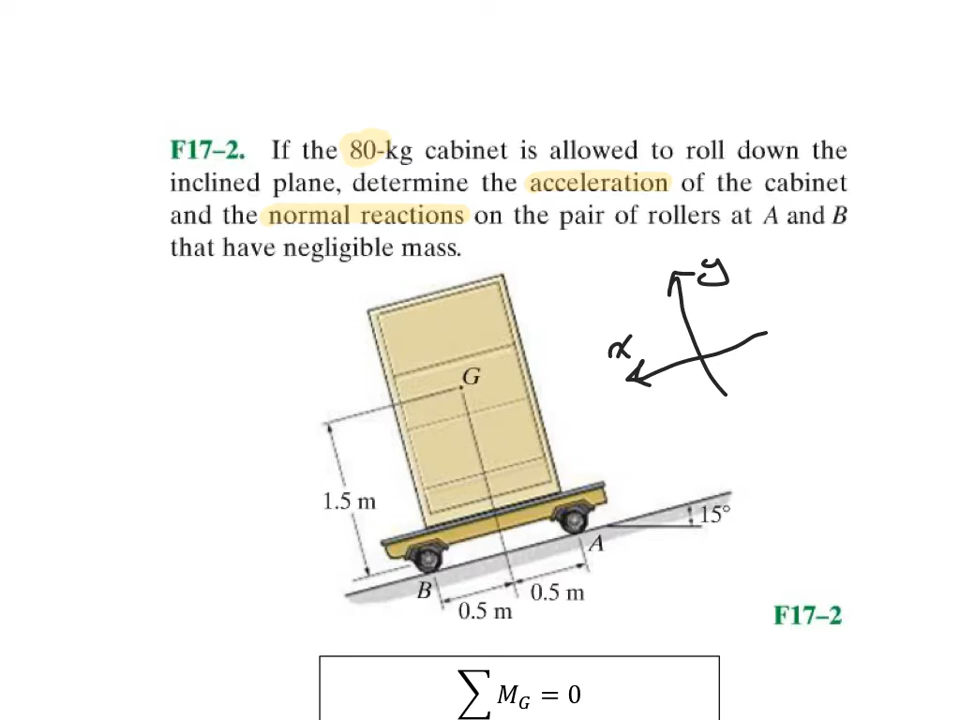 F17–2. If the 80-kg cabinet is allowed to roll down the
inclined plane, determine the acceleration of the cabinet
and the normal reactions on the pair of rollers at A and B
that have negligible mass.
y
x
G
1.5 m
15°
A
B
0.5 m
0.5 m
F17–2
∑ M_G = 0